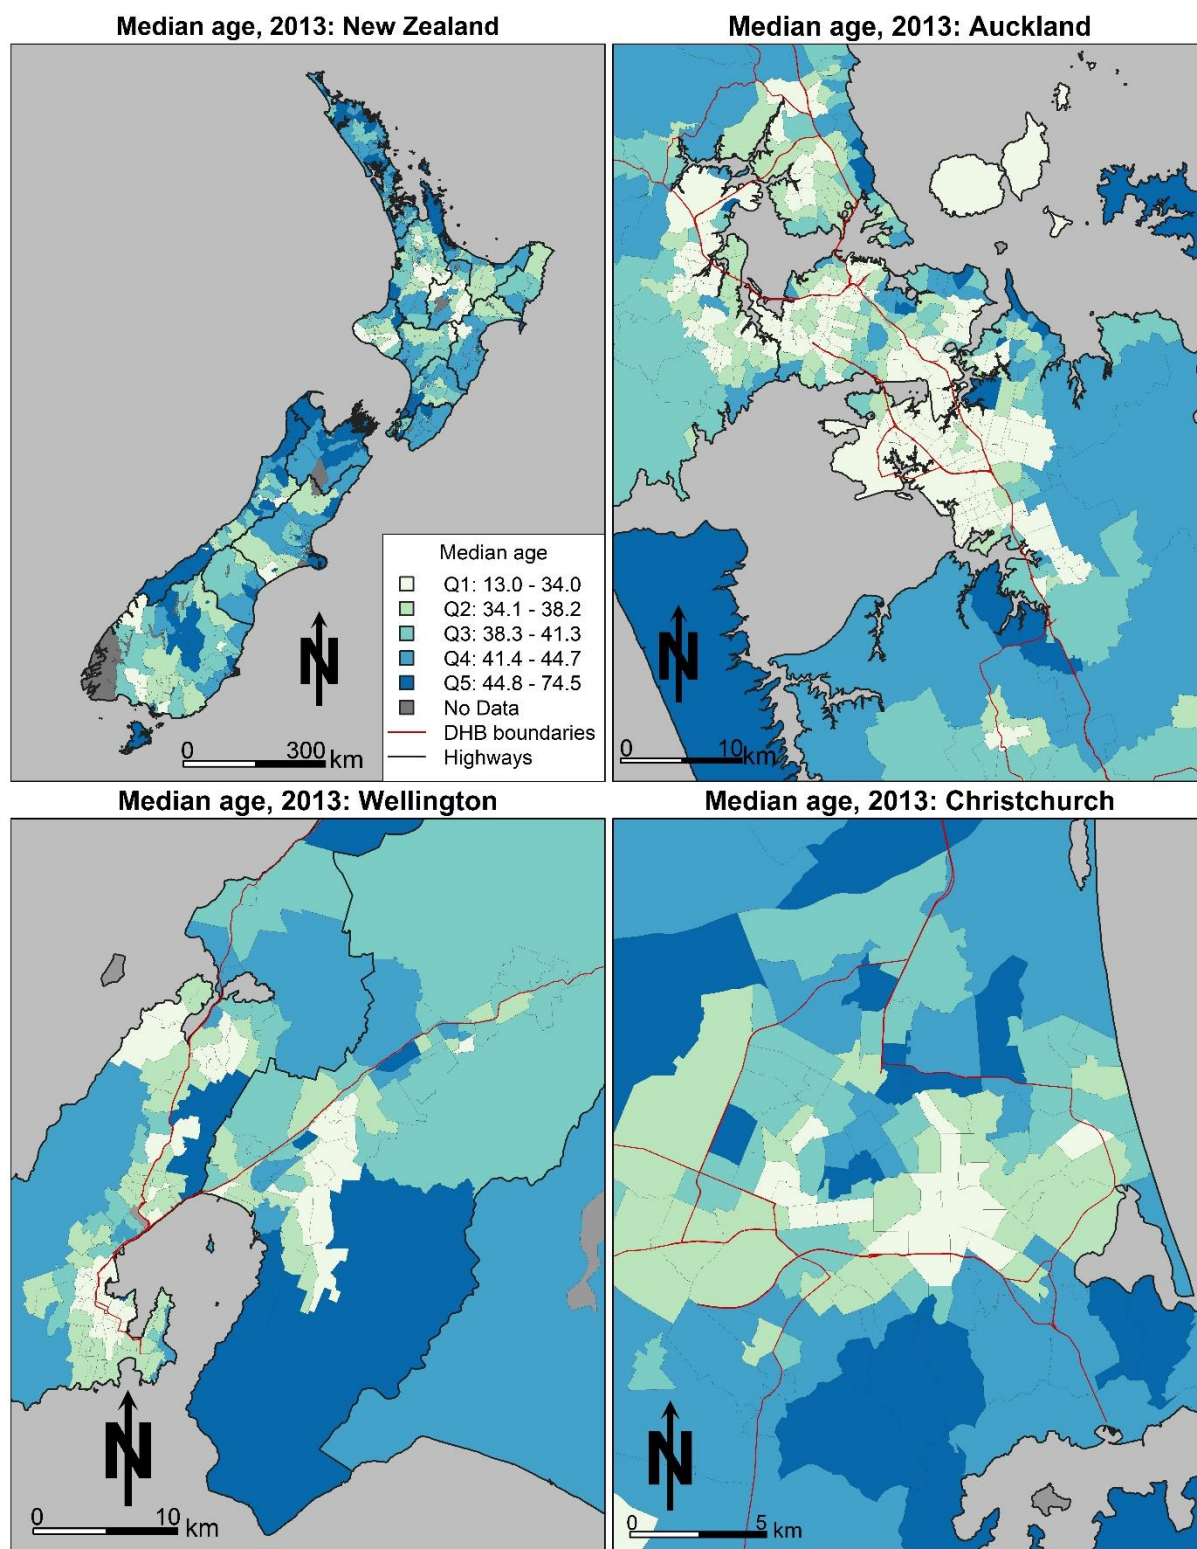 Median age, 2013: New Zealand
Median age, 2013: Auckland
Median age
Q1: 13.0 - 34.0
Q2: 34.1 - 38.2
Q3: 38.3 - 41.3
Q4: 41.4 - 44.7
Q5: 44.8 - 74.5
No Data
DHB boundaries
Highways
N
0 300 km
N
0 10 km
Median age, 2013: Wellington
Median age, 2013: Christchurch
N
0 10 km
N
0 5 km